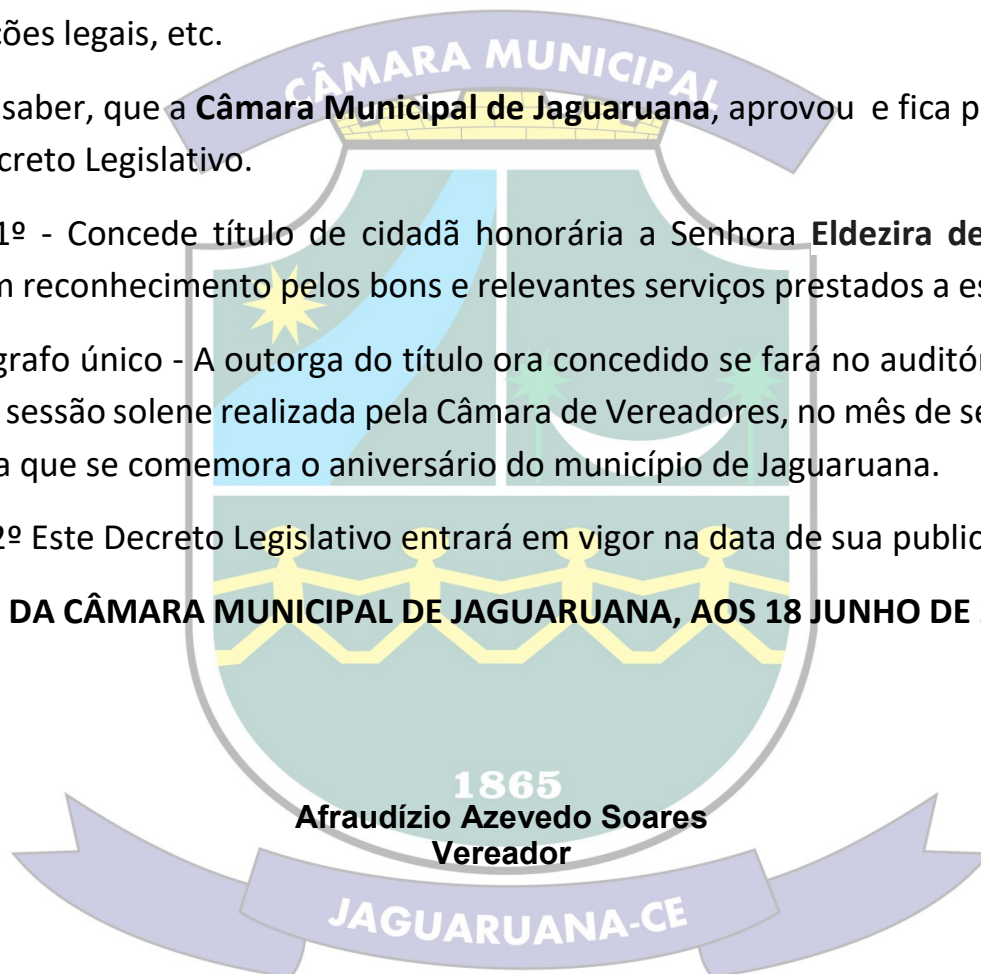 ções legais, etc.
CÂMARA MUNICIPAL
saber, que a Câmara Municipal de Jaguaruana, aprovou e fica p
creto Legislativo.
1º - Concede título de cidadã honorária a Senhora Eldezira de
m reconhecimento pelos bons e relevantes serviços prestados a es
grafo único - A outorga do título ora concedido se fará no auditór
sessão solene realizada pela Câmara de Vereadores, no mês de se
a que se comemora o aniversário do município de Jaguaruana.
2º Este Decreto Legislativo entrará em vigor na data de sua public
DA CÂMARA MUNICIPAL DE JAGUARUANA, AOS 18 JUNHO DE
1865
Afraudízio Azevedo Soares
Vereador
JAGUARUANA-CE